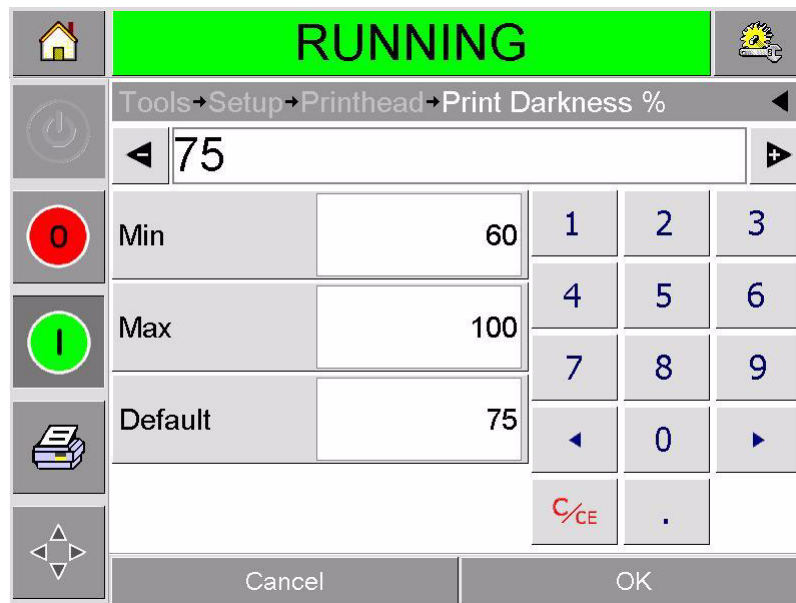 RUNNING
Tools→Setup→Printhead→Print Darkness %
75
Min 60
Max 100
Default 75
1 2 3
4 5 6
7 8 9
0
C/CE .
0
I
Cancel OK